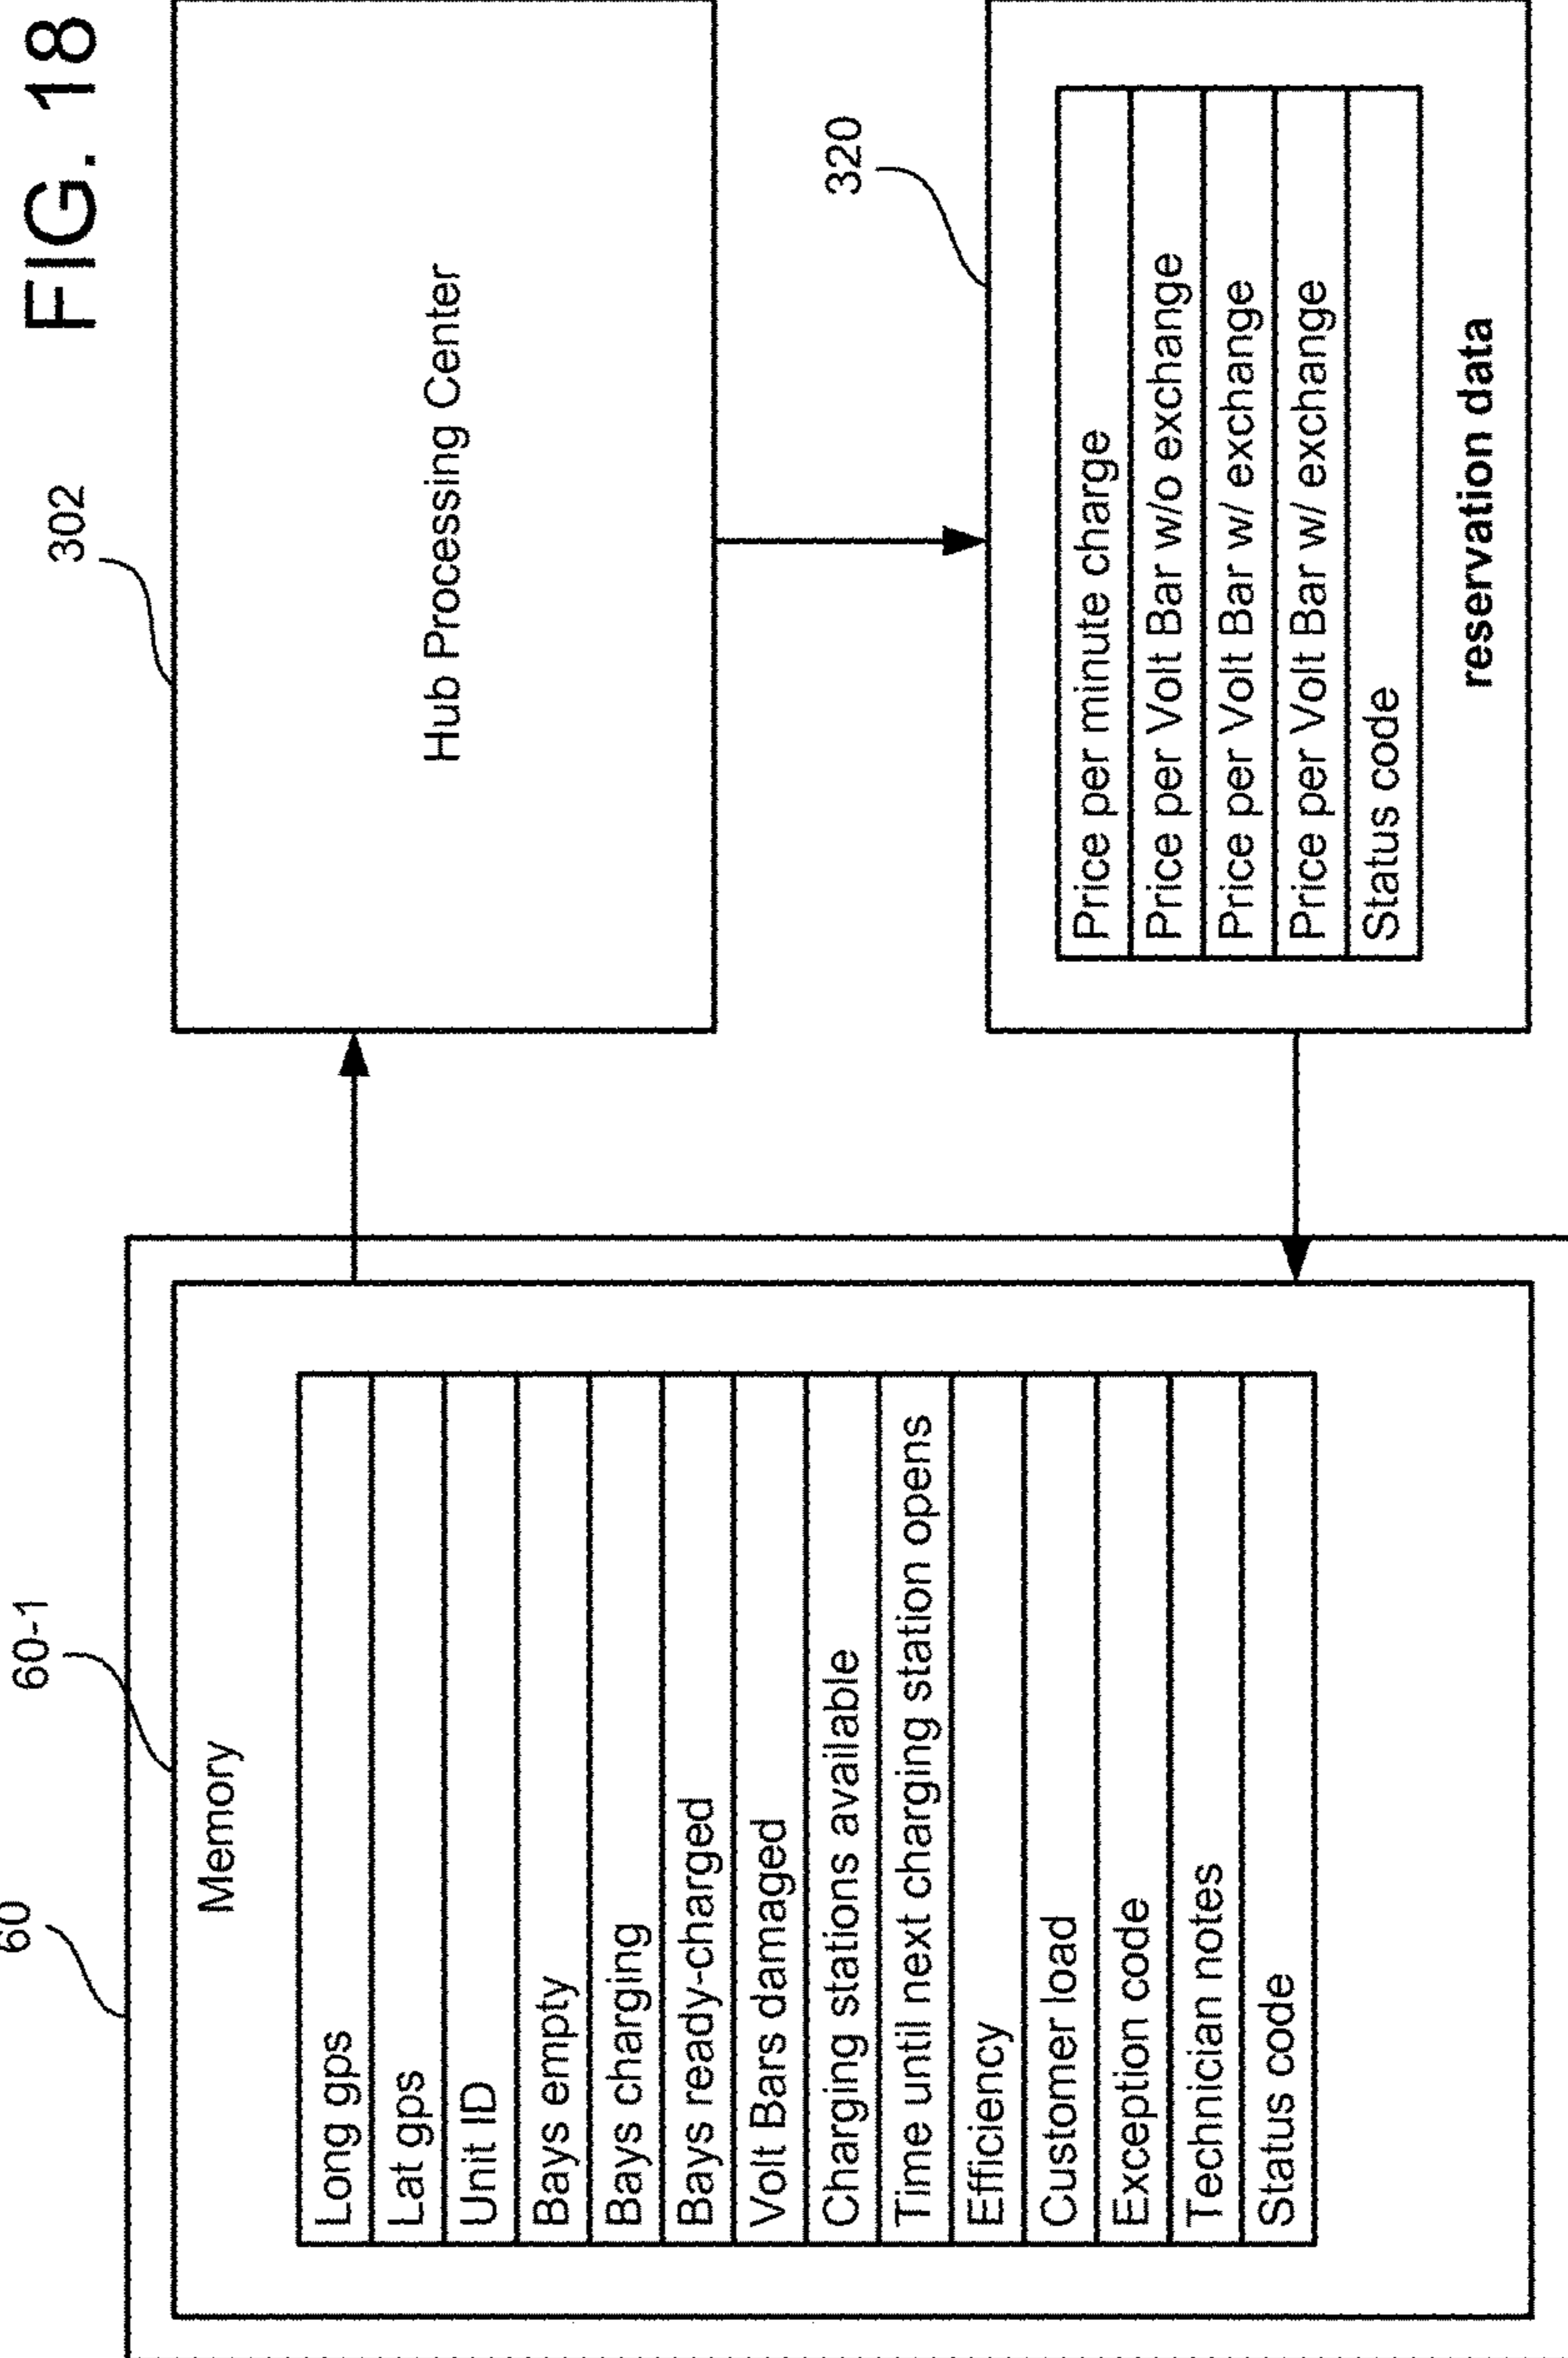 FIG. 18
60
60-1
Memory
Long gps
Lat gps
Unit ID
Bays empty
Bays charging
Bays ready-charged
Volt Bars damaged
Charging stations available
Time until next charging station opens
Efficiency
Customer load
Exception code
Technician notes
Status code
302
Hub Processing Center
320
Price per minute charge
Price per Volt Bar w/o exchange
Price per Volt Bar w/ exchange
Price per Volt Bar w/ exchange
Status code
reservation data